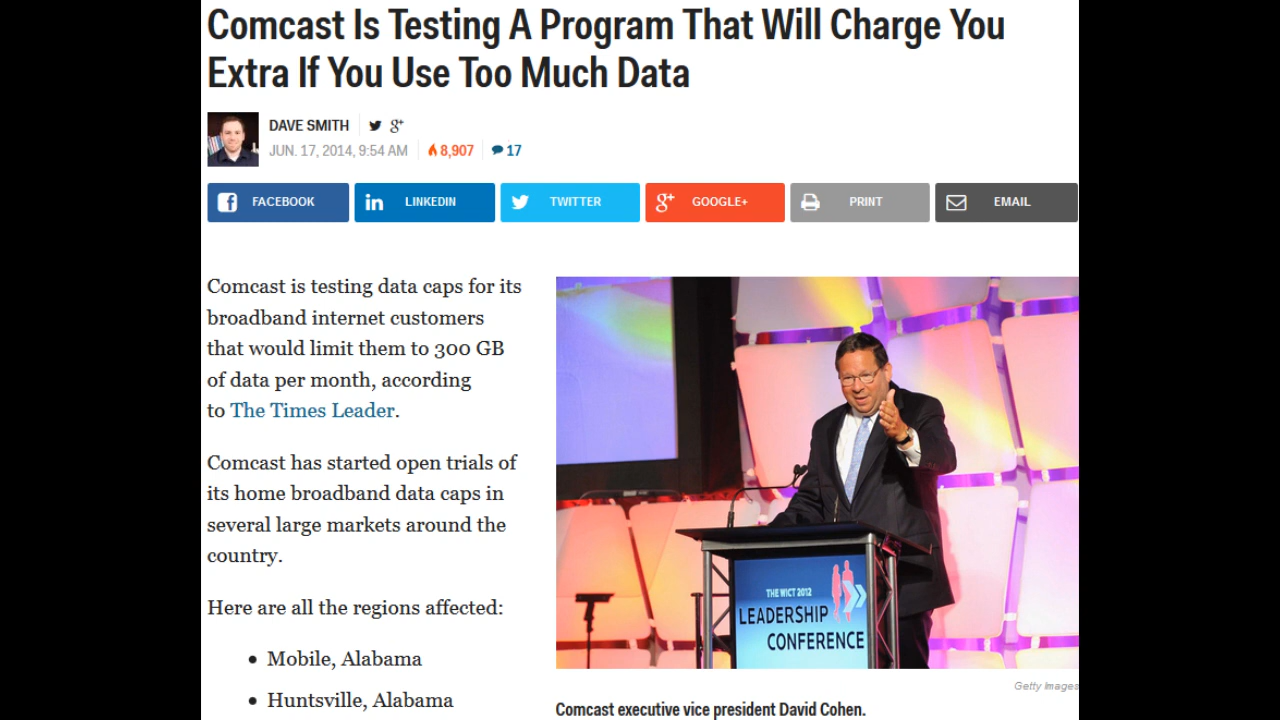 Comcast Is Testing A Program That Will Charge You
Extra If You Use Too Much Data
DAVE SMITH
JUN. 17, 2014, 9:54 AM 8,907 17
FACEBOOK LINKEDIN TWITTER GOOGLE+ PRINT EMAIL
Comcast is testing data caps for its
broadband internet customers
that would limit them to 300 GB
of data per month, according
to The Times Leader.
Comcast has started open trials of
its home broadband data caps in
several large markets around the
country.
Here are all the regions affected:
• Mobile, Alabama
• Huntsville, Alabama
THE WICT 2012
LEADERSHIP
CONFERENCE
Getty Images
Comcast executive vice president David Cohen.